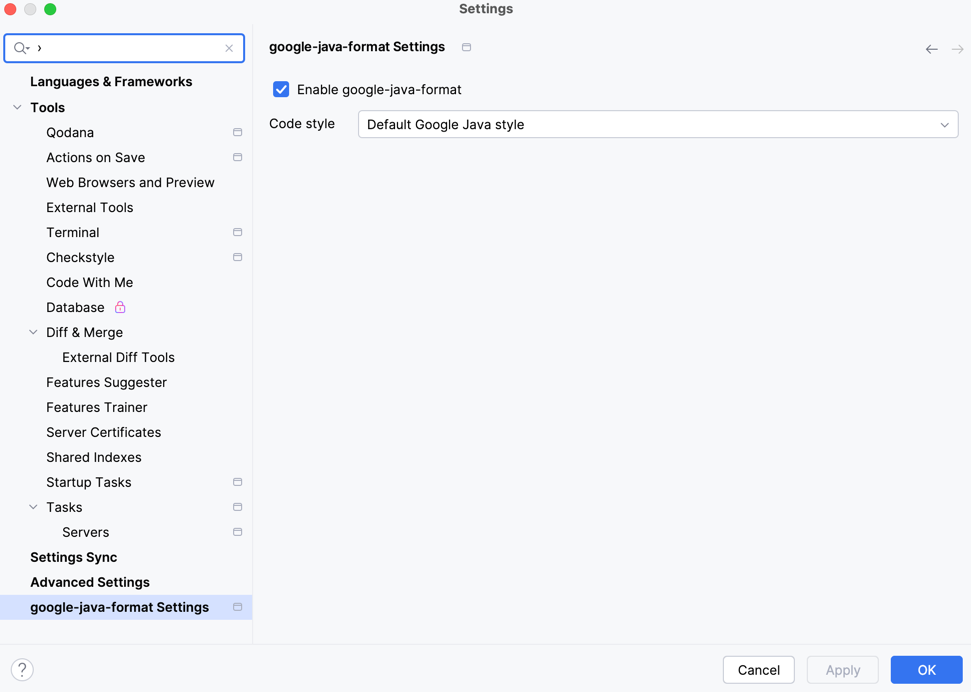 Settings
›
google-java-format Settings
Enable google-java-format
Code style
Default Google Java style
Languages & Frameworks
Tools
Qodana
Actions on Save
Web Browsers and Preview
External Tools
Terminal
Checkstyle
Code With Me
Database
Diff & Merge
External Diff Tools
Features Suggester
Features Trainer
Server Certificates
Shared Indexes
Startup Tasks
Tasks
Servers
Settings Sync
Advanced Settings
google-java-format Settings
?
Cancel
Apply
OK